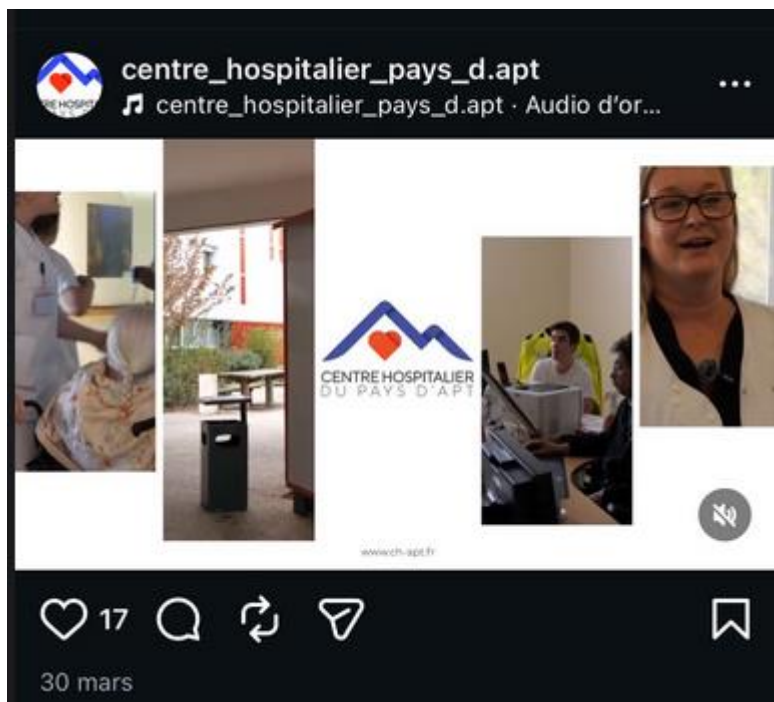 centre_hospitalier_pays_d.apt
centre_hospitalier_pays_d.apt · Audio d'or...
CENTRE HOSPITALIER
DU PAYS D'APT
www.ch-apt.fr
17
30 mars